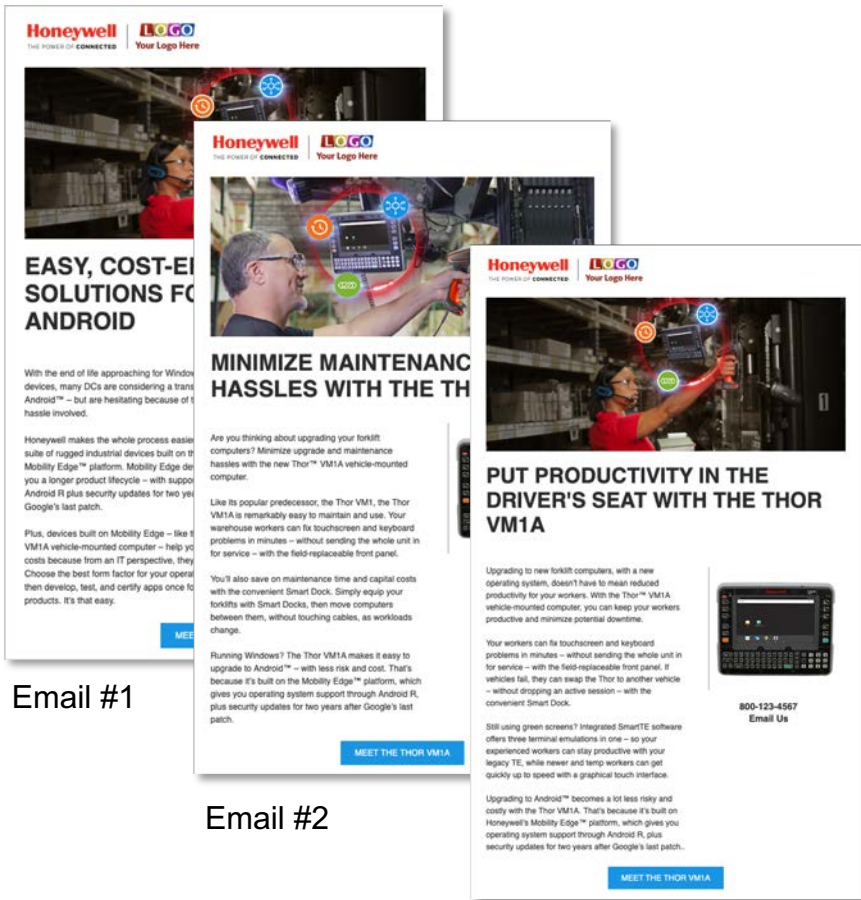 Honeywell
THE POWER OF CONNECTED
LOGO
Your Logo Here
EASY, COST-E
SOLUTIONS FO
ANDROID
With the end of life approaching for Window
devices, many DCs are considering a trans
Android™ – but are hesitating because of t
hassle involved.
Honeywell makes the whole process easier
suite of rugged industrial devices built on th
Mobility Edge™ platform. Mobility Edge dev
you a longer product lifecycle – with suppor
Android R plus security updates for two yea
Google's last patch.
Plus, devices built on Mobility Edge – like t
VM1A vehicle-mounted computer – help yo
costs because from an IT perspective, they
Choose the best form factor for your operat
then develop, test, and certify apps once fo
products. It's that easy.
MEE
Email #1
Honeywell
THE POWER OF CONNECTED
LOGO
Your Logo Here
MINIMIZE MAINTENANC
HASSLES WITH THE TH
Are you thinking about upgrading your forklift
computers? Minimize upgrade and maintenance
hassles with the new Thor™ VM1A vehicle-mounted
computer.
Like its popular predecessor, the Thor VM1, the Thor
VM1A is remarkably easy to maintain and use. Your
warehouse workers can fix touchscreen and keyboard
problems in minutes – without sending the whole unit in
for service – with the field-replaceable front panel.
You'll also save on maintenance time and capital costs
with the convenient Smart Dock. Simply equip your
forklifts with Smart Docks, then move computers
between them, without touching cables, as workloads
change.
Running Windows? The Thor VM1A makes it easy to
upgrade to Android™ – with less risk and cost. That's
because it's built on the Mobility Edge™ platform, which
gives you operating system support through Android R,
plus security updates for two years after Google's last
patch.
MEET THE THOR VM1A
Email #2
Honeywell
THE POWER OF CONNECTED
LOGO
Your Logo Here
PUT PRODUCTIVITY IN THE
DRIVER'S SEAT WITH THE THOR
VM1A
Upgrading to new forklift computers, with a new
operating system, doesn't have to mean reduced
productivity for your workers. With the Thor™ VM1A
vehicle-mounted computer, you can keep your workers
productive and minimize potential downtime.
Your workers can fix touchscreen and keyboard
problems in minutes – without sending the whole unit in
for service – with the field-replaceable front panel. If
vehicles fail, they can swap the Thor to another vehicle
– without dropping an active session – with the
convenient Smart Dock.
Still using green screens? Integrated SmartTE software
offers three terminal emulations in one – so your
experienced workers can stay productive with your
legacy TE, while newer and temp workers can get
quickly up to speed with a graphical touch interface.
Upgrading to Android™ becomes a lot less risky and
costly with the Thor VM1A. That's because it's built on
Honeywell's Mobility Edge™ platform, which gives you
operating system support through Android R, plus
security updates for two years after Google's last patch..
800-123-4567
Email Us
MEET THE THOR VM1A